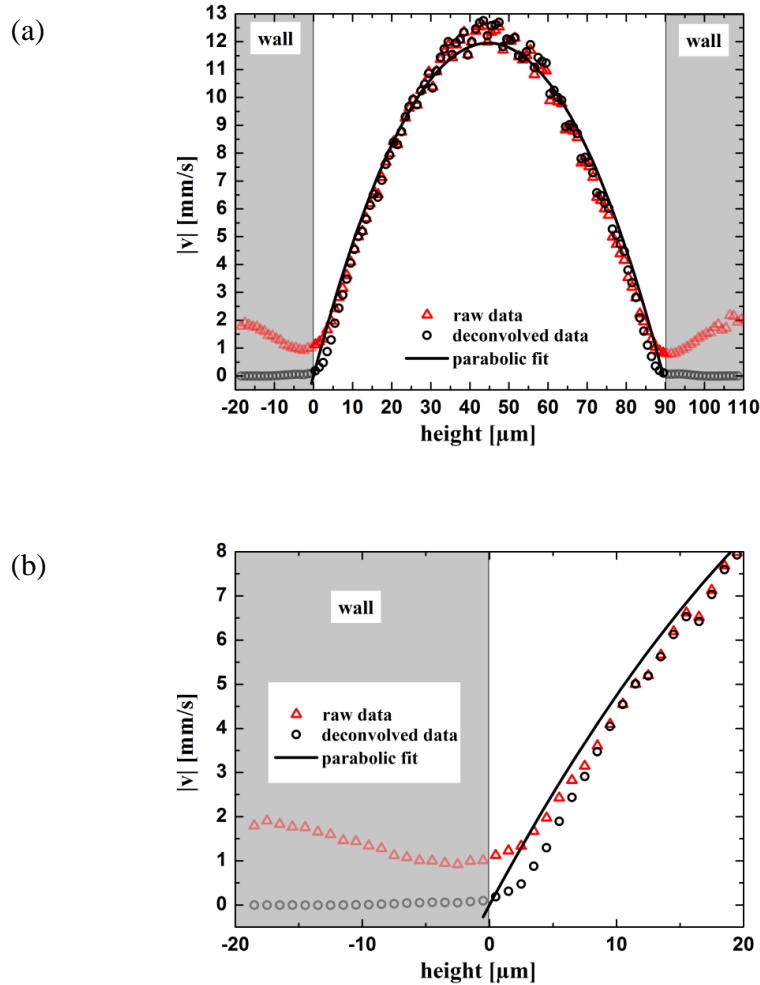 (a)
13
12
11
10
9
8
7
6
5
4
3
2
1
0
|v| [mm/s]
wall
wall
raw data
deconvolved data
parabolic fit
-20 -10 0 10 20 30 40 50 60 70 80 90 100 110
height [µm]
(b)
8
7
6
5
4
3
2
1
0
|v| [mm/s]
wall
raw data
deconvolved data
parabolic fit
-20 -10 0 10 20
height [µm]